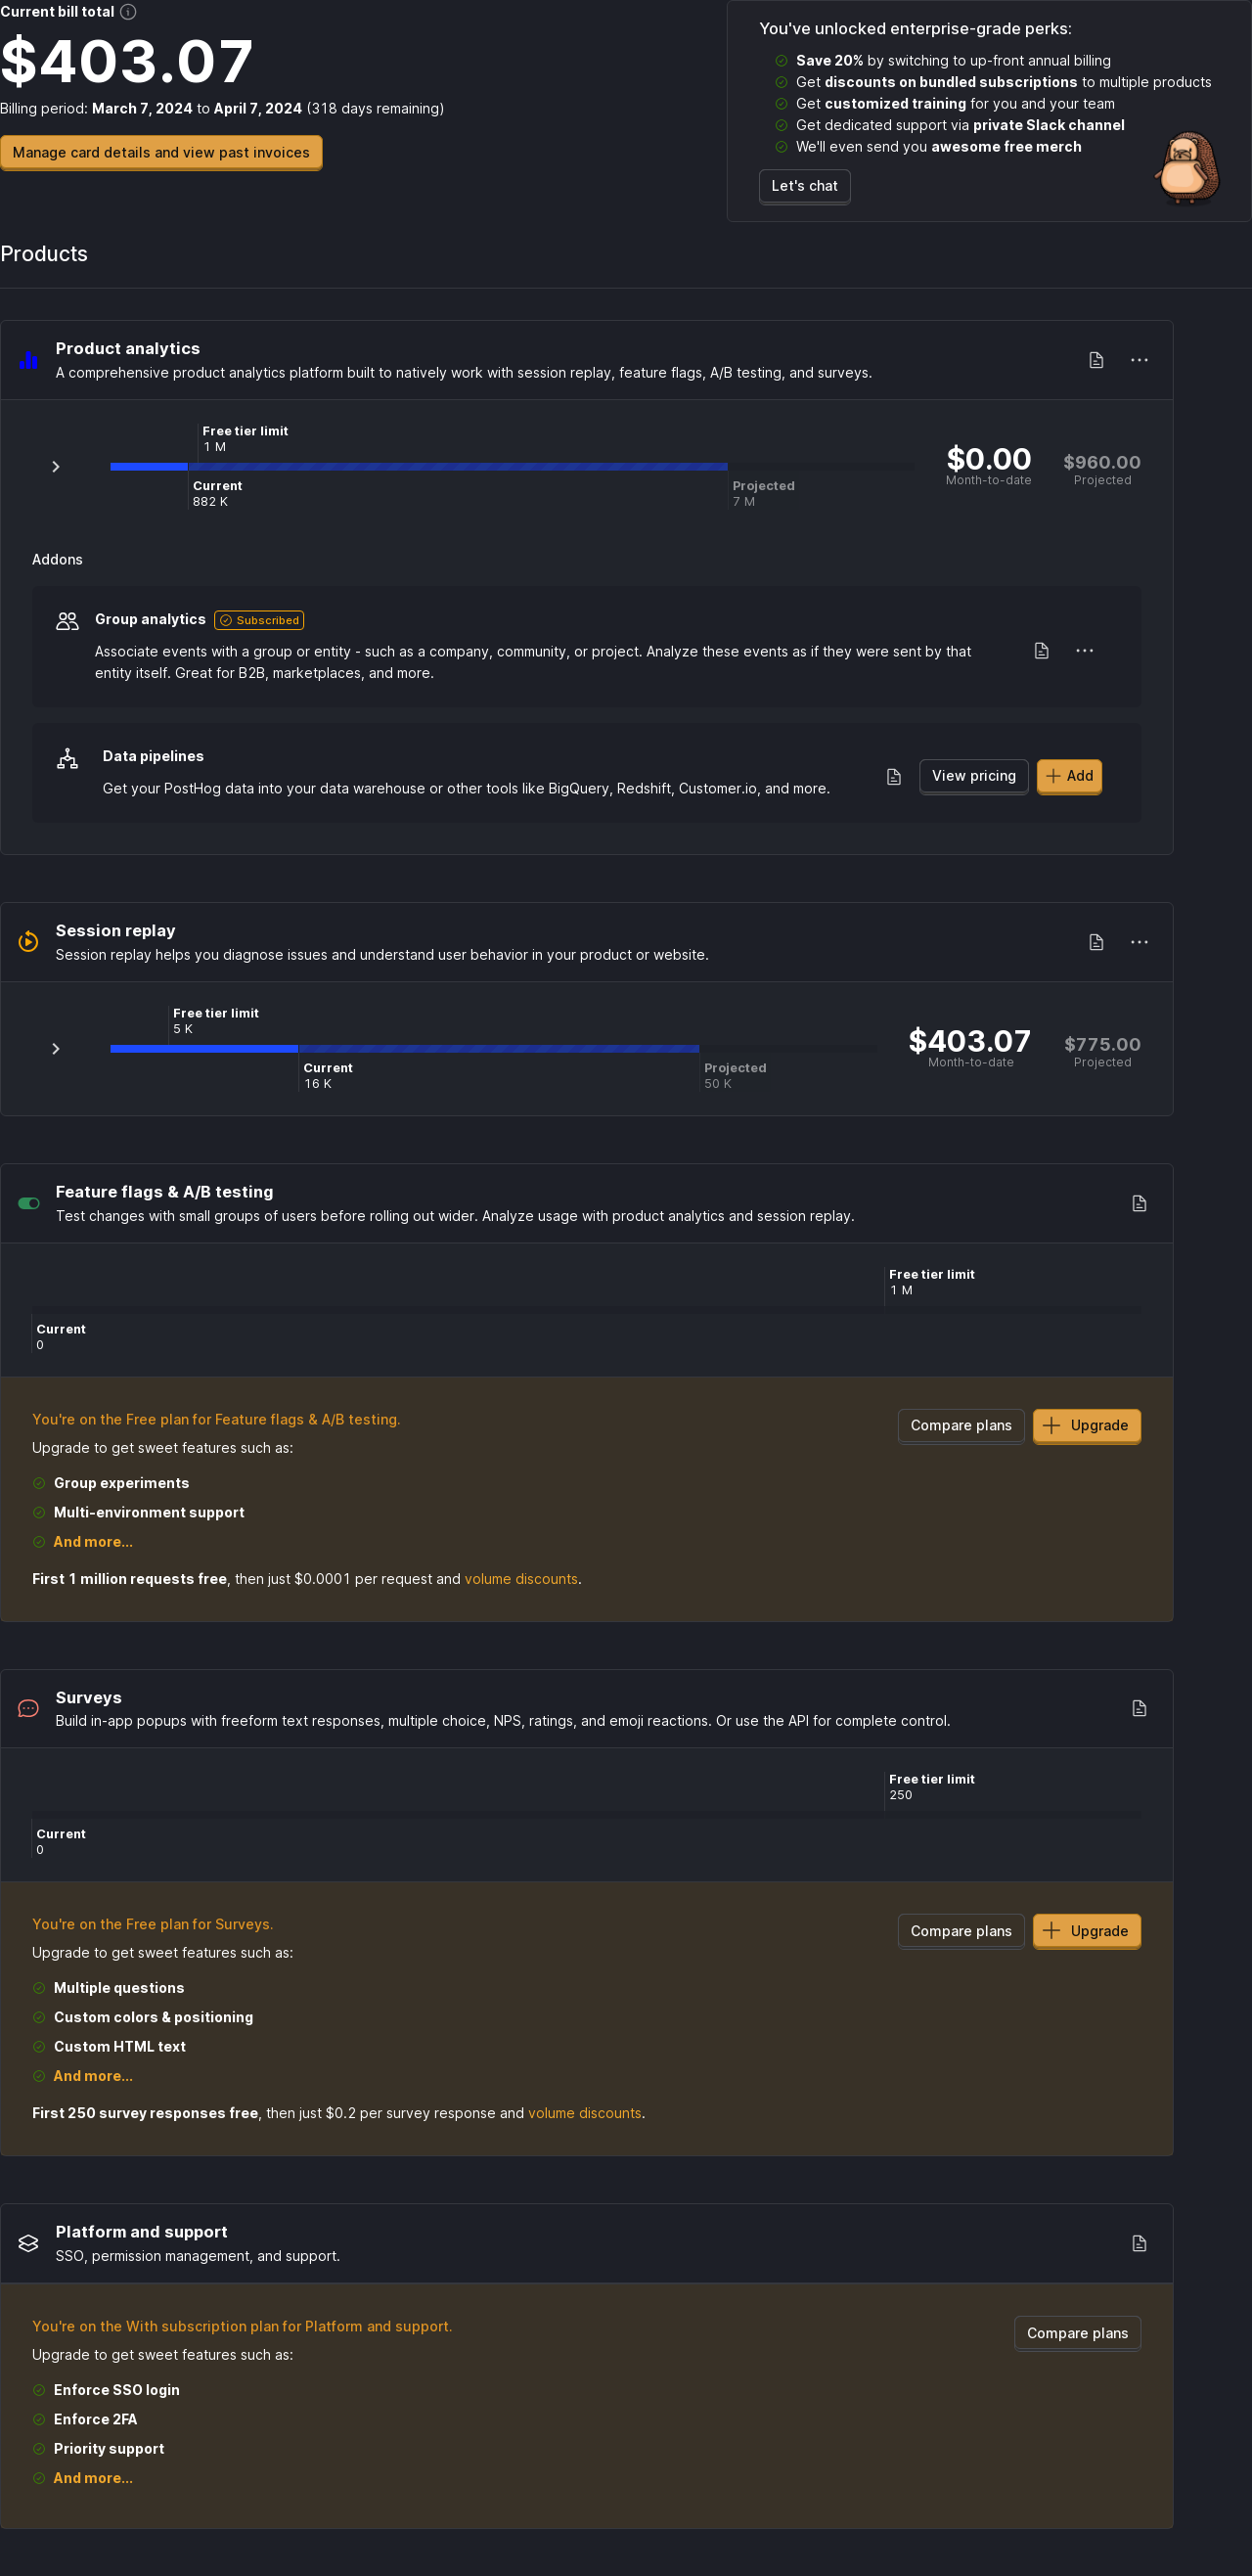 Current bill total
$403.07
Billing period: March 7, 2024 to April 7, 2024 (318 days remaining)
Manage card details and view past invoices
You've unlocked enterprise-grade perks:
Save 20% by switching to up-front annual billing
Get discounts on bundled subscriptions to multiple products
Get customized training for you and your team
Get dedicated support via private Slack channel
We'll even send you awesome free merch
Let's chat
Products
Product analytics
A comprehensive product analytics platform built to natively work with session replay, feature flags, A/B testing, and surveys.
Free tier limit
1 M
Current
882 K
Projected
7 M
$0.00
Month-to-date
$960.00
Projected
Addons
Group analytics Subscribed
Associate events with a group or entity - such as a company, community, or project. Analyze these events as if they were sent by that
entity itself. Great for B2B, marketplaces, and more.
Data pipelines
Get your PostHog data into your data warehouse or other tools like BigQuery, Redshift, Customer.io, and more.
View pricing
Add
Session replay
Session replay helps you diagnose issues and understand user behavior in your product or website.
Free tier limit
5 K
Current
16 K
Projected
50 K
$403.07
Month-to-date
$775.00
Projected
Feature flags & A/B testing
Test changes with small groups of users before rolling out wider. Analyze usage with product analytics and session replay.
Free tier limit
1 M
Current
0
You're on the Free plan for Feature flags & A/B testing.
Compare plans
Upgrade
Upgrade to get sweet features such as:
Group experiments
Multi-environment support
And more...
First 1 million requests free, then just $0.0001 per request and volume discounts.
Surveys
Build in-app popups with freeform text responses, multiple choice, NPS, ratings, and emoji reactions. Or use the API for complete control.
Free tier limit
250
Current
0
You're on the Free plan for Surveys.
Compare plans
Upgrade
Upgrade to get sweet features such as:
Multiple questions
Custom colors & positioning
Custom HTML text
And more...
First 250 survey responses free, then just $0.2 per survey response and volume discounts.
Platform and support
SSO, permission management, and support.
You're on the With subscription plan for Platform and support.
Compare plans
Upgrade to get sweet features such as:
Enforce SSO login
Enforce 2FA
Priority support
And more...